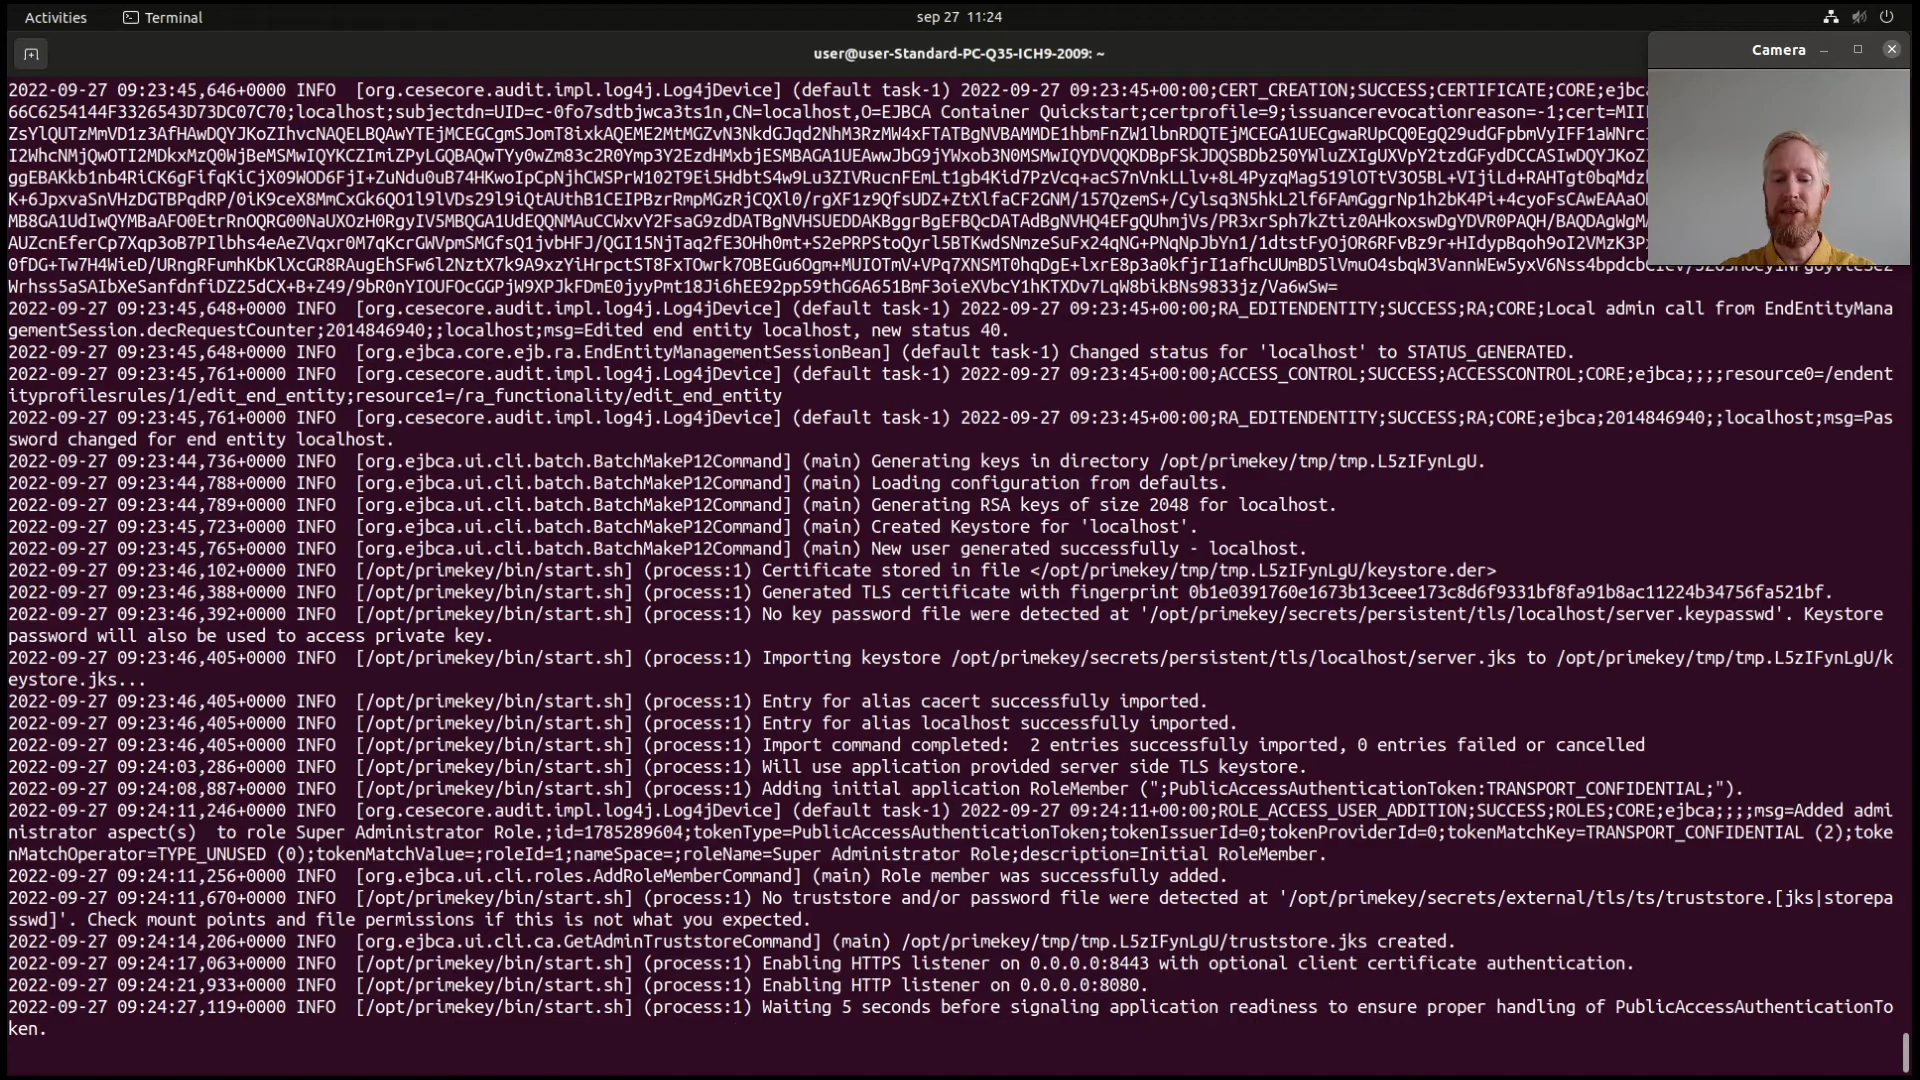 Activities Terminal sep 27 11:24
user@user-Standard-PC-Q35-ICH9-2009: ~
Camera
2022-09-27 09:23:45,646+0000 INFO [org.cesecore.audit.impl.log4j.Log4jDevice] (default task-1) 2022-09-27 09:23:45+00:00;CERT_CREATION;SUCCESS;CERTIFICATE;CORE;ejbc
66C6254144F3326543D73DC07C70;localhost;subjectdn=UID=c-0fo7sdtbjwca3ts1n,CN=localhost,O=EJBCA Container Quickstart;certprofile=9;issuancerevocationreason=-1;cert=MII
Wrhss5aSAIbXeSanfdnfiDZ25dCX+B+Z49/9bR0nYIOUFOcGGPjW9XPJkFDmE0jyyPmt18Ji6hEE92pp59thG6A651BmF3oieXVbcY1hKTXDv7LqW8bikBNs9833jz/Va6wSw=
2022-09-27 09:23:45,648+0000 INFO [org.cesecore.audit.impl.log4j.Log4jDevice] (default task-1) 2022-09-27 09:23:45+00:00;RA_EDITENDENTITY;SUCCESS;RA;CORE;Local admin call from EndEntityMana
gementSession.decRequestCounter;2014846940;;localhost;msg=Edited end entity localhost, new status 40.
2022-09-27 09:23:45,648+0000 INFO [org.ejbca.core.ejb.ra.EndEntityManagementSessionBean] (default task-1) Changed status for 'localhost' to STATUS_GENERATED.
2022-09-27 09:23:45,761+0000 INFO [org.cesecore.audit.impl.log4j.Log4jDevice] (default task-1) 2022-09-27 09:23:45+00:00;ACCESS_CONTROL;SUCCESS;ACCESSCONTROL;CORE;ejbca;;;;resource0=/endent
ityprofilesrules/1/edit_end_entity;resource1=/ra_functionality/edit_end_entity
2022-09-27 09:23:45,761+0000 INFO [org.cesecore.audit.impl.log4j.Log4jDevice] (default task-1) 2022-09-27 09:23:45+00:00;RA_EDITENDENTITY;SUCCESS;RA;CORE;ejbca;2014846940;;localhost;msg=Pas
sword changed for end entity localhost.
2022-09-27 09:23:44,736+0000 INFO [org.ejbca.ui.cli.batch.BatchMakeP12Command] (main) Generating keys in directory /opt/primekey/tmp/tmp.L5zIFynLgU.
2022-09-27 09:23:44,788+0000 INFO [org.ejbca.ui.cli.batch.BatchMakeP12Command] (main) Loading configuration from defaults.
2022-09-27 09:23:44,789+0000 INFO [org.ejbca.ui.cli.batch.BatchMakeP12Command] (main) Generating RSA keys of size 2048 for localhost.
2022-09-27 09:23:45,723+0000 INFO [org.ejbca.ui.cli.batch.BatchMakeP12Command] (main) Created Keystore for 'localhost'.
2022-09-27 09:23:45,765+0000 INFO [org.ejbca.ui.cli.batch.BatchMakeP12Command] (main) New user generated successfully - localhost.
2022-09-27 09:23:46,102+0000 INFO [/opt/primekey/bin/start.sh] (process:1) Certificate stored in file </opt/primekey/tmp/tmp.L5zIFynLgU/keystore.der>
2022-09-27 09:23:46,388+0000 INFO [/opt/primekey/bin/start.sh] (process:1) Generated TLS certificate with fingerprint 0b1e0391760e1673b13ceee173c8d6f9331bf8fa91b8ac11224b34756fa521bf.
2022-09-27 09:23:46,392+0000 INFO [/opt/primekey/bin/start.sh] (process:1) No key password file were detected at '/opt/primekey/secrets/persistent/tls/localhost/server.keypasswd'. Keystore
password will also be used to access private key.
2022-09-27 09:23:46,405+0000 INFO [/opt/primekey/bin/start.sh] (process:1) Importing keystore /opt/primekey/secrets/persistent/tls/localhost/server.jks to /opt/primekey/tmp/tmp.L5zIFynLgU/k
eystore.jks...
2022-09-27 09:23:46,405+0000 INFO [/opt/primekey/bin/start.sh] (process:1) Entry for alias cacert successfully imported.
2022-09-27 09:23:46,405+0000 INFO [/opt/primekey/bin/start.sh] (process:1) Entry for alias localhost successfully imported.
2022-09-27 09:23:46,405+0000 INFO [/opt/primekey/bin/start.sh] (process:1) Import command completed: 2 entries successfully imported, 0 entries failed or cancelled
2022-09-27 09:24:03,286+0000 INFO [/opt/primekey/bin/start.sh] (process:1) Will use application provided server side TLS keystore.
2022-09-27 09:24:08,887+0000 INFO [/opt/primekey/bin/start.sh] (process:1) Adding initial application RoleMember (";PublicAccessAuthenticationToken:TRANSPORT_CONFIDENTIAL;").
2022-09-27 09:24:11,246+0000 INFO [org.cesecore.audit.impl.log4j.Log4jDevice] (default task-1) 2022-09-27 09:24:11+00:00;ROLE_ACCESS_USER_ADDITION;SUCCESS;ROLES;CORE;ejbca;;;;msg=Added admi
nistrator aspect(s) to role Super Administrator Role.;id=1785289604;tokenType=PublicAccessAuthenticationToken;tokenIssuerId=0;tokenProviderId=0;tokenMatchKey=TRANSPORT_CONFIDENTIAL (2);toke
nMatchOperator=TYPE_UNUSED (0);tokenMatchValue=;roleId=1;nameSpace=;roleName=Super Administrator Role;description=Initial RoleMember.
2022-09-27 09:24:11,256+0000 INFO [org.ejbca.ui.cli.roles.AddRoleMemberCommand] (main) Role member was successfully added.
2022-09-27 09:24:11,670+0000 INFO [/opt/primekey/bin/start.sh] (process:1) No truststore and/or password file were detected at '/opt/primekey/secrets/external/tls/ts/truststore.[jks|storepa
sswd]'. Check mount points and file permissions if this is not what you expected.
2022-09-27 09:24:14,206+0000 INFO [org.ejbca.ui.cli.ca.GetAdminTruststoreCommand] (main) /opt/primekey/tmp/tmp.L5zIFynLgU/truststore.jks created.
2022-09-27 09:24:17,063+0000 INFO [/opt/primekey/bin/start.sh] (process:1) Enabling HTTPS listener on 0.0.0.0:8443 with optional client certificate authentication.
2022-09-27 09:24:21,933+0000 INFO [/opt/primekey/bin/start.sh] (process:1) Enabling HTTP listener on 0.0.0.0:8080.
2022-09-27 09:24:27,119+0000 INFO [/opt/primekey/bin/start.sh] (process:1) Waiting 5 seconds before signaling application readiness to ensure proper handling of PublicAccessAuthenticationTo
ken.